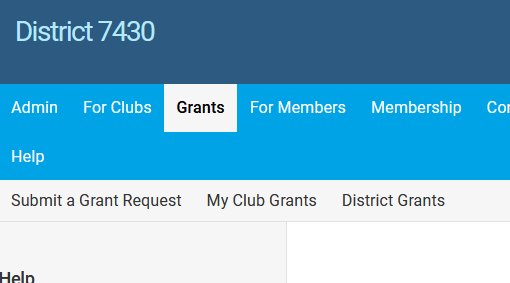 District 7430
Admin For Clubs Grants For Members Membership
Help
Submit a Grant Request My Club Grants District Grants
Help